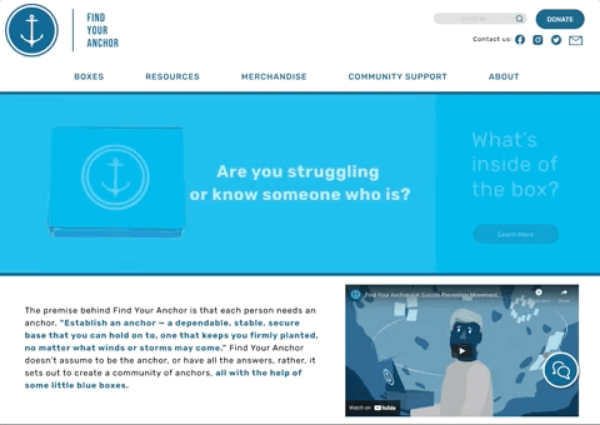 FIND
YOUR
ANCHOR
SEARCH
DONATE
Contact us:
BOXES RESOURCES MERCHANDISE COMMUNITY SUPPORT ABOUT
Are you struggling
or know someone who is?
What's
inside of
the box?
Learn More
The premise behind Find Your Anchor is that each person needs an
anchor, "Establish an anchor — a dependable, stable, secure
base that you can hold on to, one that keeps you firmly planted,
no matter what winds or storms may come." Find Your Anchor
doesn't assume to be the anchor, or have all the answers, rather, it
sets out to create a community of anchors, all with the help of
some little blue boxes.
Find Your Anchor | A Suicide Prevention Movement...
Share
Watch on YouTube